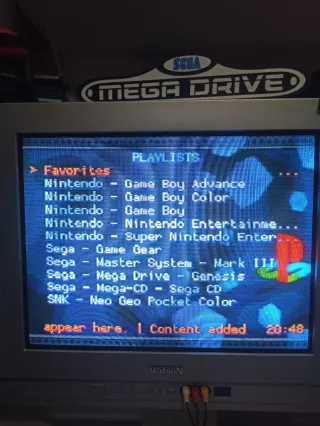 SEGA
MEGA DRIVE
PLAYLISTS
> Favorites ...
Nintendo - Game Boy Advance
Nintendo - Game Boy Color
Nintendo - Game Boy
Nintendo - Nintendo Entertainme...
Nintendo - Super Nintendo Enter...
Sega - Game Gear
Sega - Master System - Mark III
Sega - Mega Drive - Genesis
Sega - Mega-CD - Sega CD
SNK - Neo Geo Pocket Color
appear here. | Content added 20:48
Watson